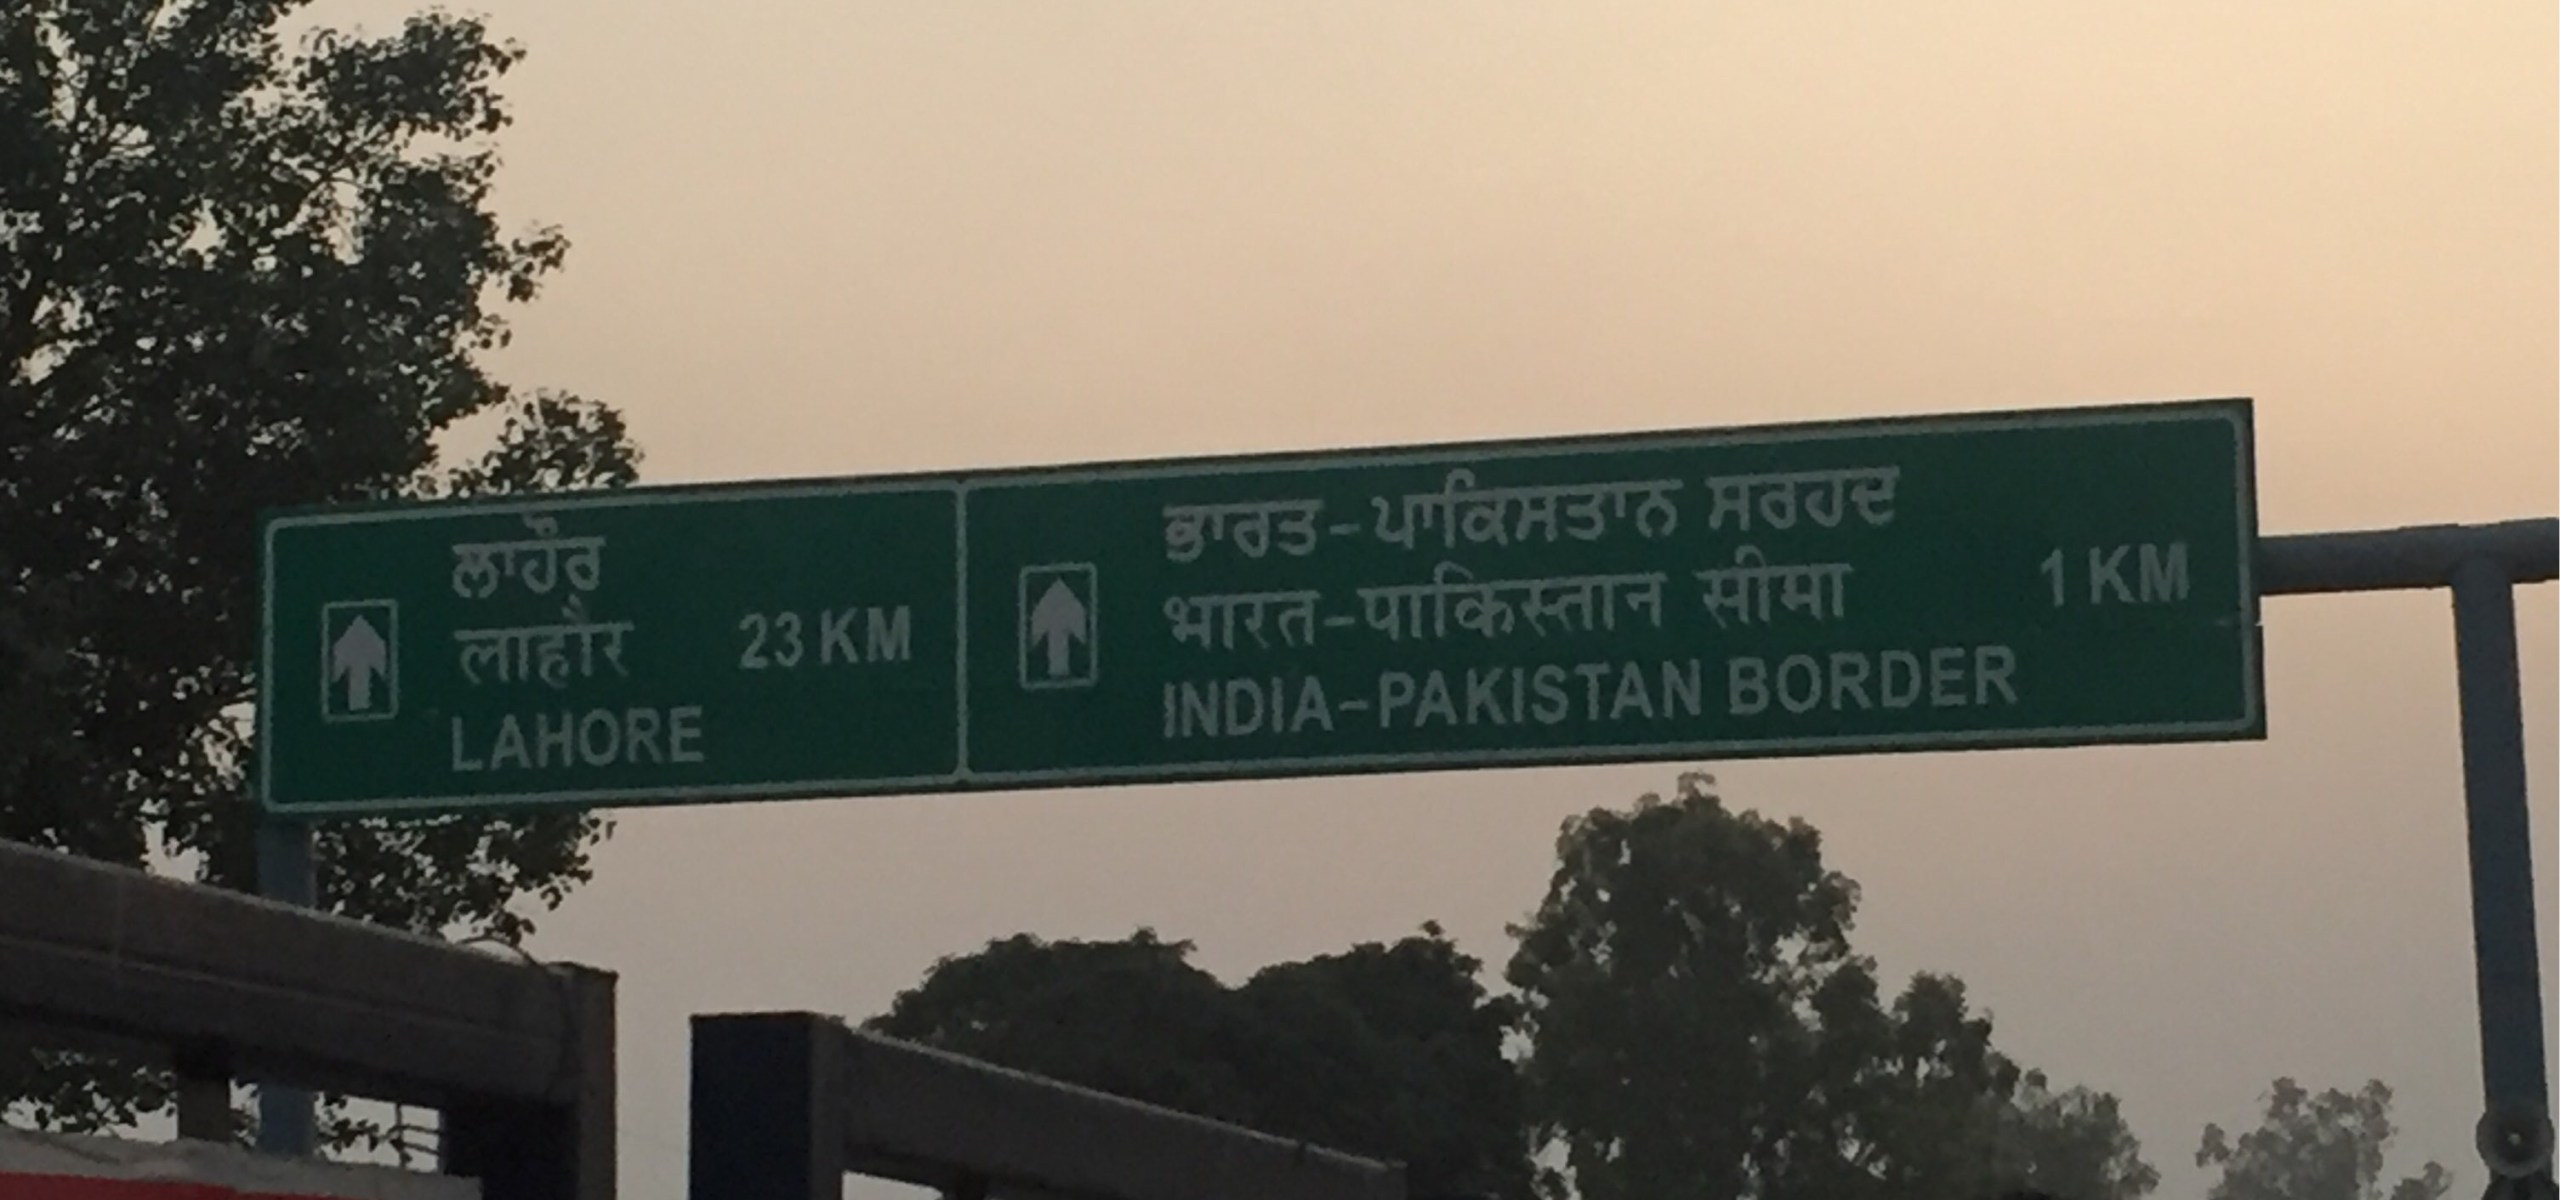 ਲਾਹੌਰ
लाहौर
LAHORE
23 KM
ਭਾਰਤ-ਪਾਕਿਸਤਾਨ ਸਰਹਦ
भारत-पाकिस्तान सीमा
INDIA-PAKISTAN BORDER
1 KM